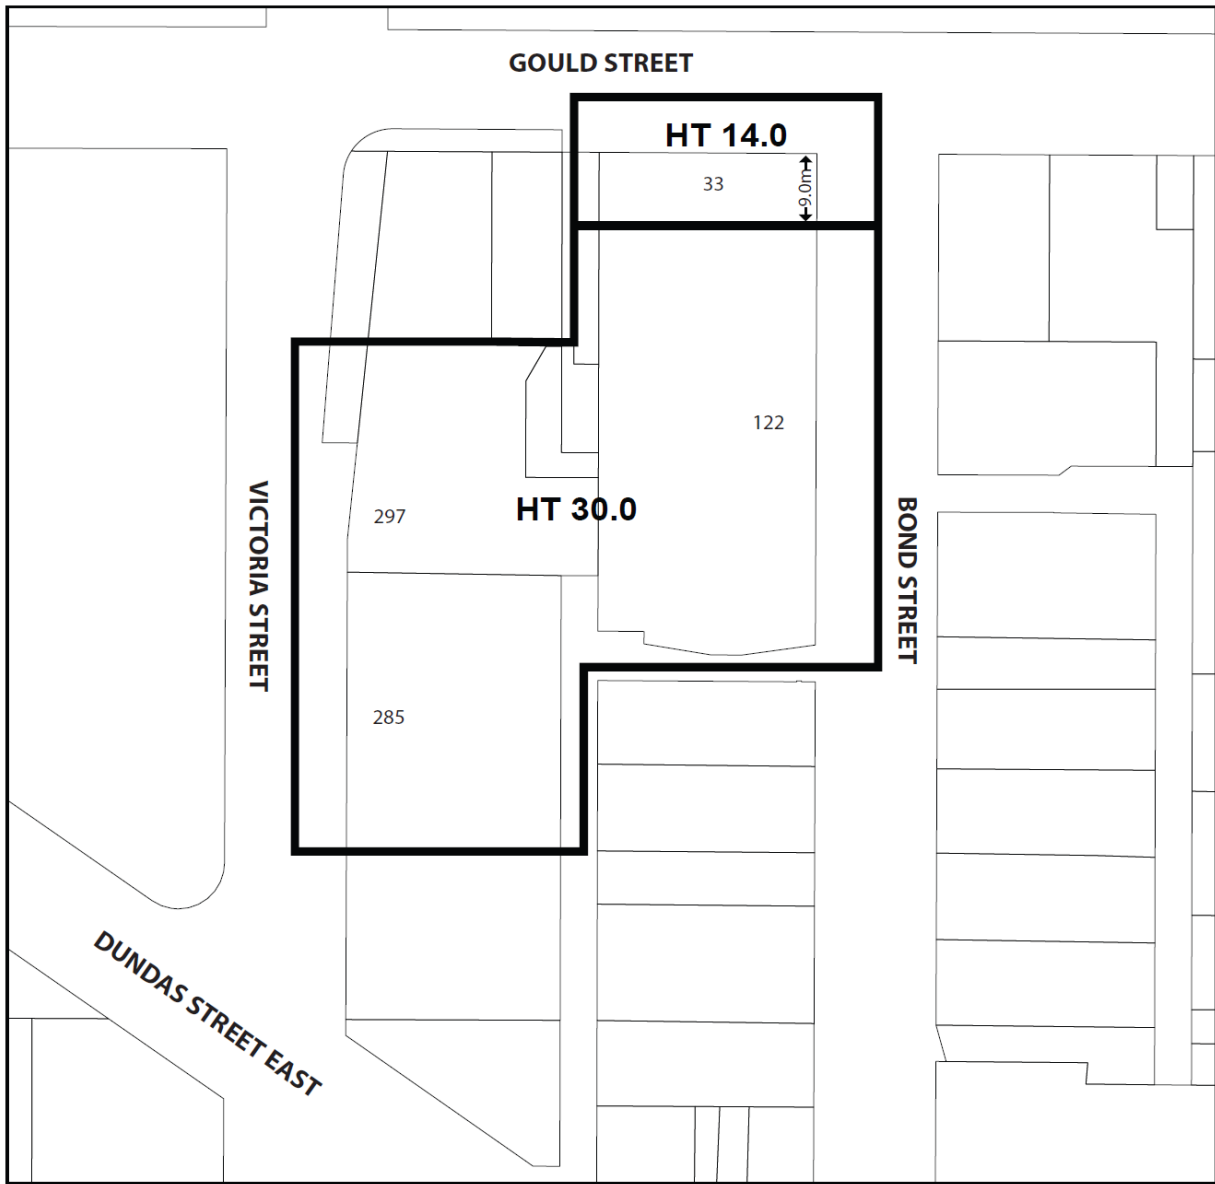 GOULD STREET
HT 14.0
33
9.0m
122
HT 30.0
297
VICTORIA STREET
BOND STREET
285
DUNDAS STREET EAST